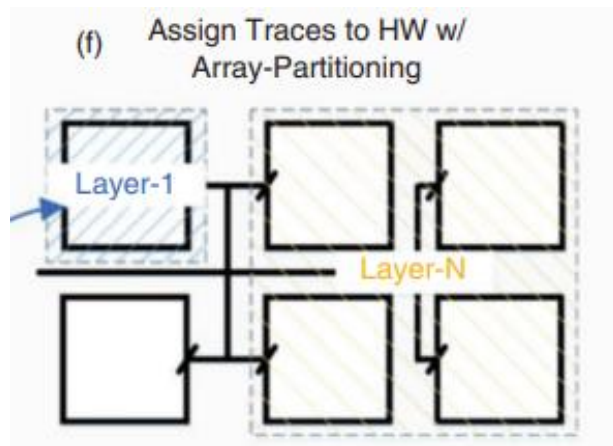 (f) Assign Traces to HW w/
Array-Partitioning
Layer-1
Layer-N